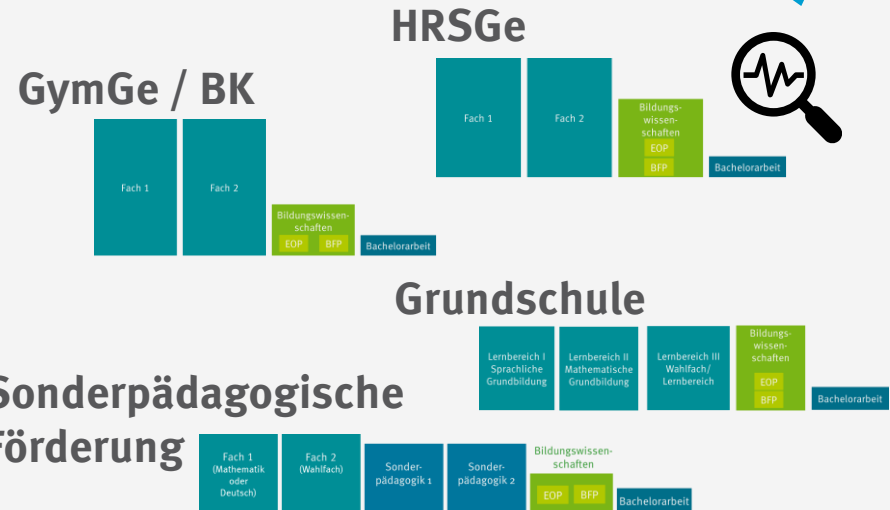 HRSGe
Fach 1
Fach 2
Bildungs-
wissen-
schaften
EOP
BFP
Bachelorarbeit
GymGe / BK
Fach 1
Fach 2
Bildungswissen-
schaften
EOP BFP
Bachelorarbeit
Grundschule
Lernbereich I
Sprachliche
Grundbildung
Lernbereich II
Mathematische
Grundbildung
Lernbereich III
Wahlfach/
Lernbereich
Bildungs-
wissen-
schaften
EOP
BFP
Bachelorarbeit
Sonderpädagogische
Förderung
Fach 1
(Mathematik
oder
Deutsch)
Fach 2
(Wahlfach)
Sonder-
pädagogik 1
Sonder-
pädagogik 2
Bildungswissen-
schaften
EOP BFP
Bachelorarbeit